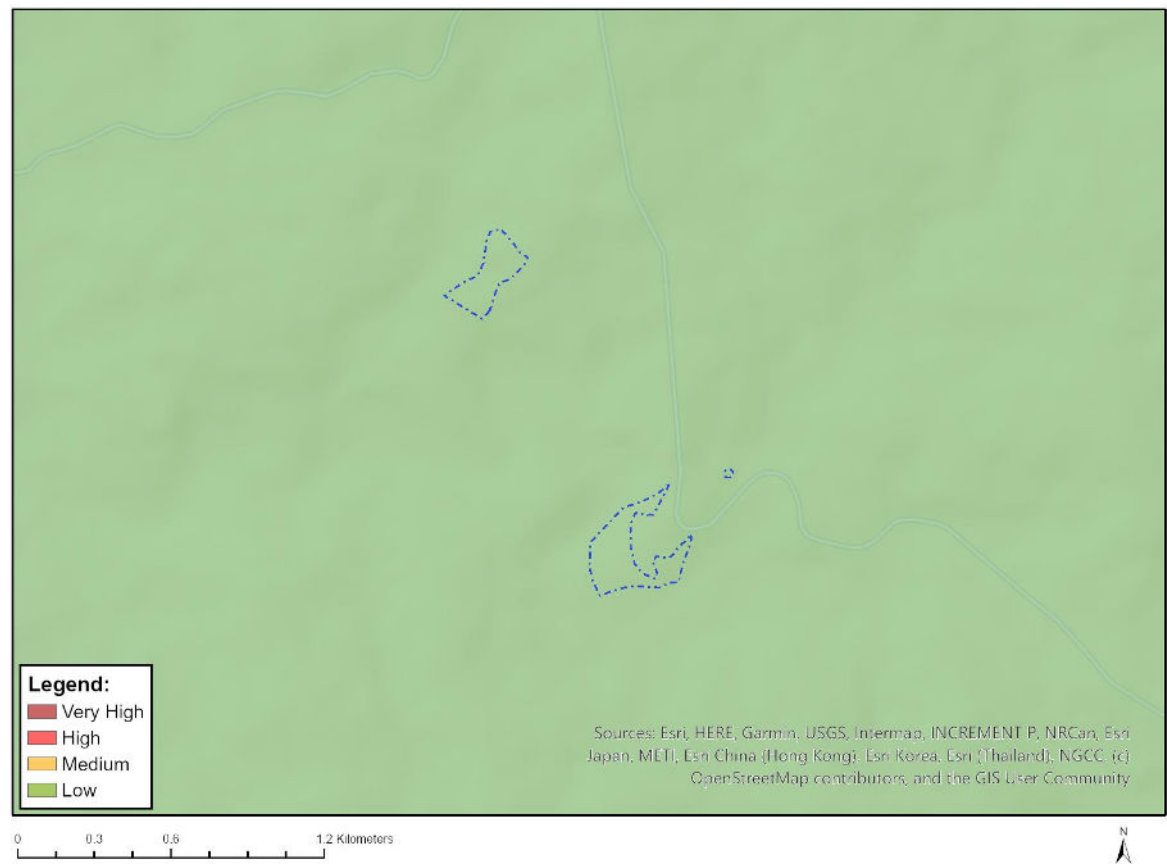 Legend:
Very High
High
Medium
Low
Sources: Esri, HERE, Garmin, USGS, Intermap, INCREMENT P, NRCan, Esri
Japan, METI, Esri China (Hong Kong), Esri Korea, Esri (Thailand), NGCC, (c)
OpenStreetMap contributors, and the GIS User Community
0 0.3 0.6 1.2 Kilometers
N